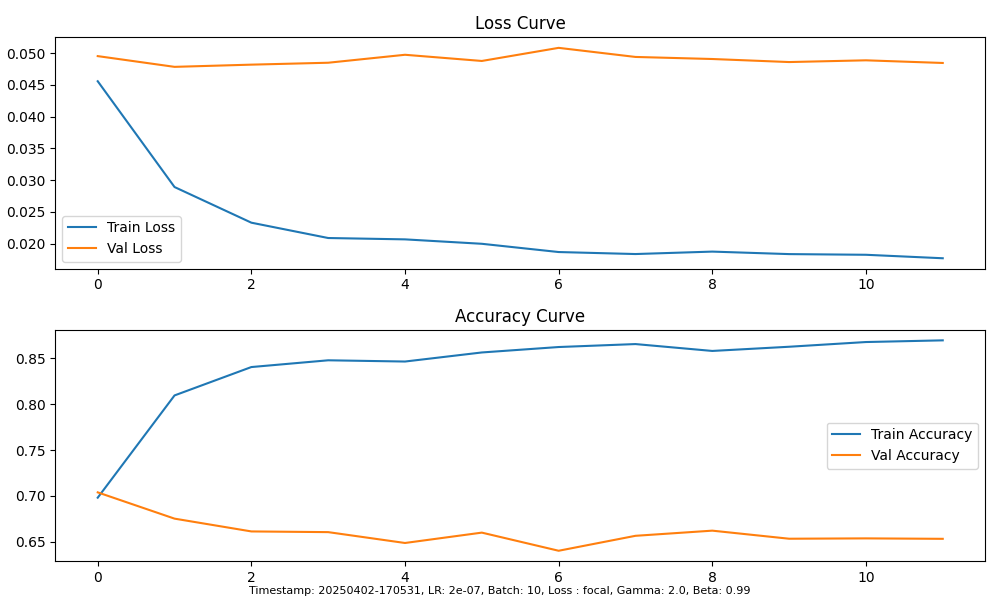 Loss Curve
0.050
0.045
0.040
0.035
0.030
0.025
0.020
Train Loss
Val Loss
0 2 4 6 8 10
Accuracy Curve
0.85
0.80
0.75
0.70
0.65
Train Accuracy
Val Accuracy
0 2 4 6 8 10
Timestamp: 20250402-170531, LR: 2e-07, Batch: 10, Loss : focal, Gamma: 2.0, Beta: 0.99